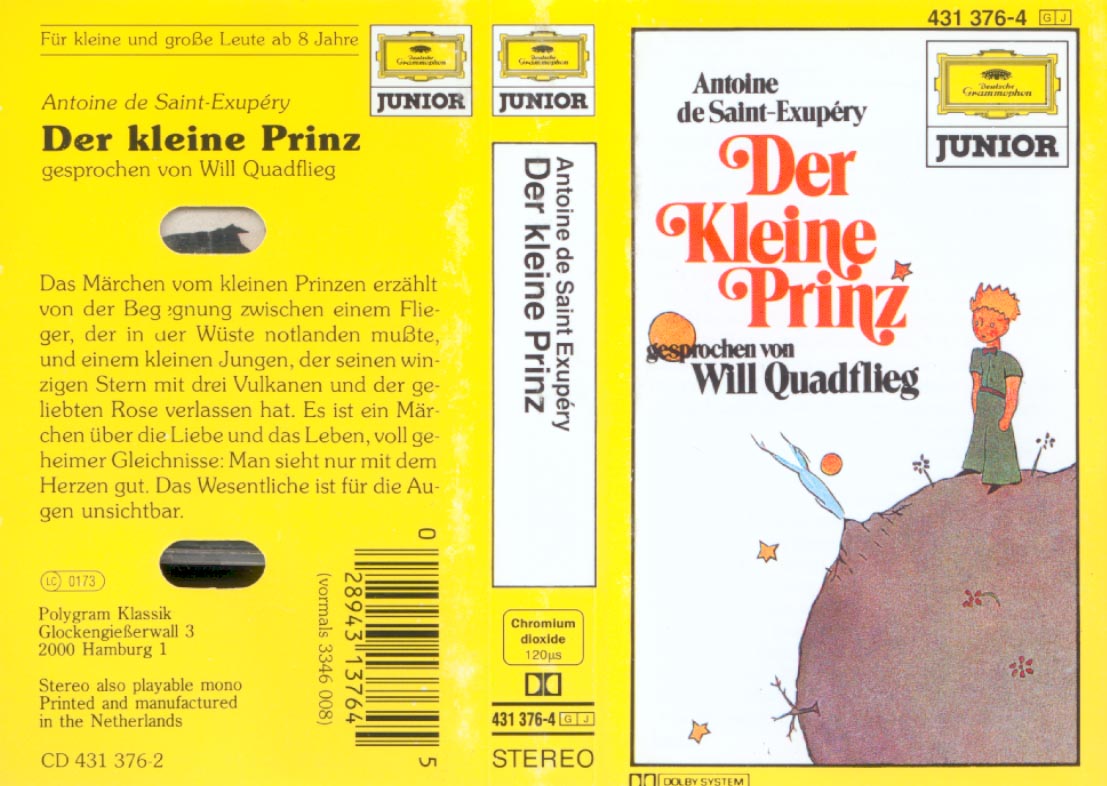 Für kleine und große Leute ab 8 Jahre
Deutsche
Grammophon
JUNIOR
Antoine de Saint-Exupéry
Der kleine Prinz
gesprochen von Will Quadflieg
Das Märchen vom kleinen Prinzen erzählt
von der Begegnung zwischen einem Flie-
ger, der in der Wüste notlanden mußte,
und einem kleinen Jungen, der seinen win-
zigen Stern mit drei Vulkanen und der ge-
liebten Rose verlassen hat. Es ist ein Mär-
chen über die Liebe und das Leben, voll ge-
heimer Gleichnisse: Man sieht nur mit dem
Herzen gut. Das Wesentliche ist für die Au-
gen unsichtbar.
LC 0173
Polygram Klassik
Glockengießerwall 3
2000 Hamburg 1
Stereo also playable mono
Printed and manufactured
in the Netherlands
CD 431 376-2
(vormals 3346 008)
0 28943 13764 5
Deutsche
Grammophon
JUNIOR
Antoine de Saint Exupéry
Der kleine Prinz
Chromium
dioxide
120µs
431 376-4 G J
STEREO
431 376-4 G J
Deutsche
Grammophon
JUNIOR
Antoine
de Saint-Exupéry
Der
Kleine
Prinz
gesprochen von
Will Quadflieg
DOLBY SYSTEM